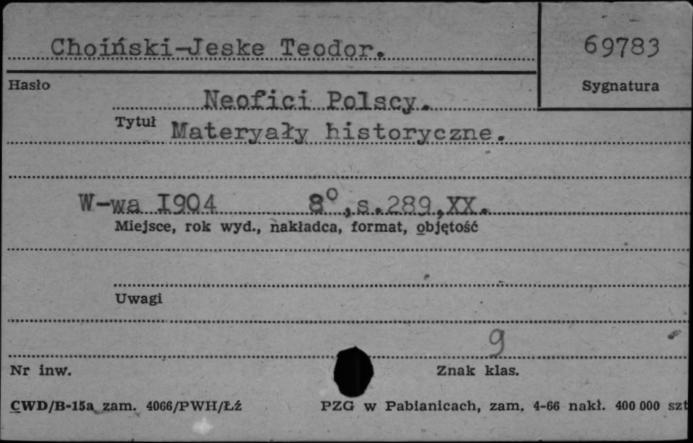 Choiński-Jeske Teodor.
69783
Hasło
Sygnatura
Neofici Polscy.
Tytuł
Materyały historyczne.
W-wa I904 8°,s.289,XX.
Miejsce, rok wyd., nakładca, format, objętość
Uwagi
9
Nr inw. Znak klas.
CWD/B-15a zam. 4066/PWH/Łź PZG w Pabianicach, zam. 4-66 nakł. 400 000 szt